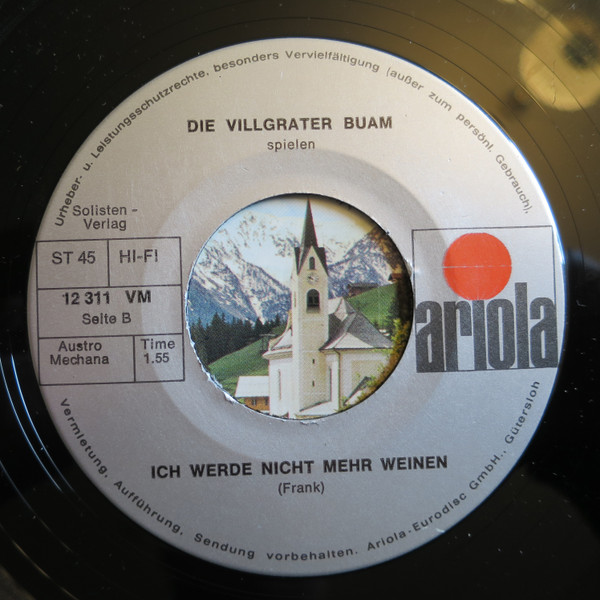 Urheber- u. Leistungsschutzrechte, besonders Vervielfältigung (außer zum persönl. Gebrauch),
DIE VILLGRATER BUAM
spielen
Solisten -
Verlag
ST 45 HI-FI
12 311 VM
Seite B
Austro
Mechana
Time
1.55
ariola
ICH WERDE NICHT MEHR WEINEN
(Frank)
Vermietung, Aufführung, Sendung vorbehalten. Ariola-Eurodisc GmbH., Gütersloh